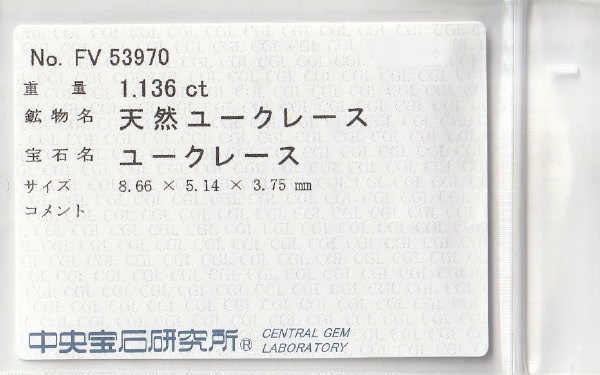 No. FV 53970
重量 1.136 ct
鉱物名 天然ユークレース
宝石名 ユークレース
サイズ 8.66 × 5.14 × 3.75 mm
コメント
中央宝石研究所® CENTRAL GEM LABORATORY